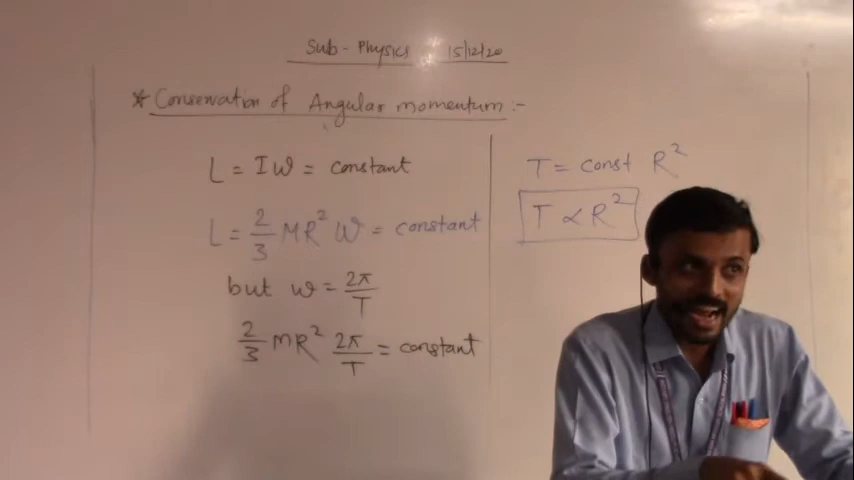 Sub - Physics 15/12/20
* Conservation of Angular momentum :-
L = Iω = constant
L = 2/3 MR² ω = constant
but ω = 2π/T
2/3 MR² 2π/T = constant
T = const R²
T ∝ R²